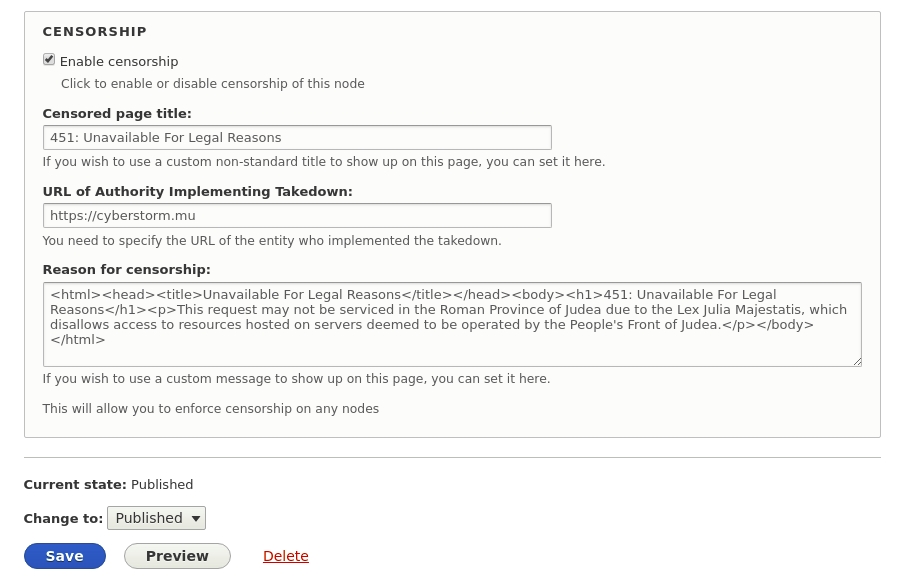 CENSORSHIP
Enable censorship
Click to enable or disable censorship of this node
Censored page title:
451: Unavailable For Legal Reasons
If you wish to use a custom non-standard title to show up on this page, you can set it here.
URL of Authority Implementing Takedown:
https://cyberstorm.mu
You need to specify the URL of the entity who implemented the takedown.
Reason for censorship:
<html><head><title>Unavailable For Legal Reasons</title></head><body><h1>451: Unavailable For Legal
Reasons</h1><p>This request may not be serviced in the Roman Province of Judea due to the Lex Julia Majestatis, which
disallows access to resources hosted on servers deemed to be operated by the People's Front of Judea.</p></body>
</html>
If you wish to use a custom message to show up on this page, you can set it here.
This will allow you to enforce censorship on any nodes
Current state: Published
Change to: Published
Save Preview Delete